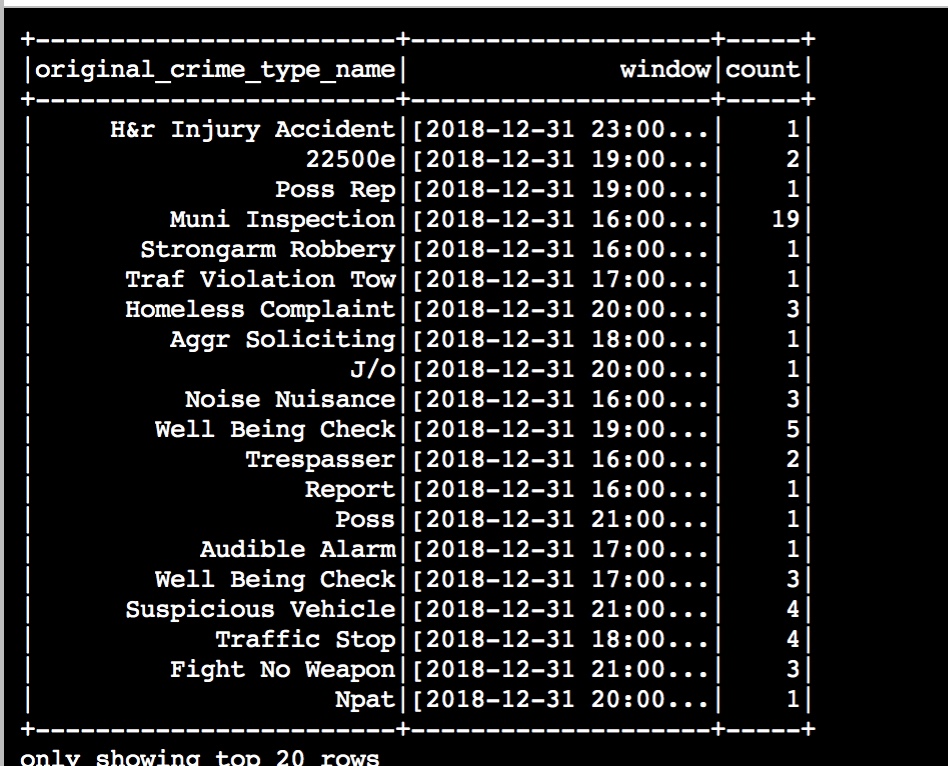 +------------------------+--------------------+-----+
|original_crime_type_name|              window|count|
+------------------------+--------------------+-----+
|     H&r Injury Accident|[2018-12-31 23:00...|    1|
|                  22500e|[2018-12-31 19:00...|    2|
|                Poss Rep|[2018-12-31 19:00...|    1|
|         Muni Inspection|[2018-12-31 16:00...|   19|
|       Strongarm Robbery|[2018-12-31 16:00...|    1|
|      Traf Violation Tow|[2018-12-31 17:00...|    1|
|      Homeless Complaint|[2018-12-31 20:00...|    3|
|         Aggr Soliciting|[2018-12-31 18:00...|    1|
|                     J/o|[2018-12-31 20:00...|    1|
|          Noise Nuisance|[2018-12-31 16:00...|    3|
|        Well Being Check|[2018-12-31 19:00...|    5|
|              Trespasser|[2018-12-31 16:00...|    2|
|                  Report|[2018-12-31 16:00...|    1|
|                    Poss|[2018-12-31 21:00...|    1|
|           Audible Alarm|[2018-12-31 17:00...|    1|
|        Well Being Check|[2018-12-31 17:00...|    3|
|      Suspicious Vehicle|[2018-12-31 21:00...|    4|
|            Traffic Stop|[2018-12-31 18:00...|    4|
|         Fight No Weapon|[2018-12-31 21:00...|    3|
|                    Npat|[2018-12-31 20:00...|    1|
+------------------------+--------------------+-----+
only showing top 20 rows